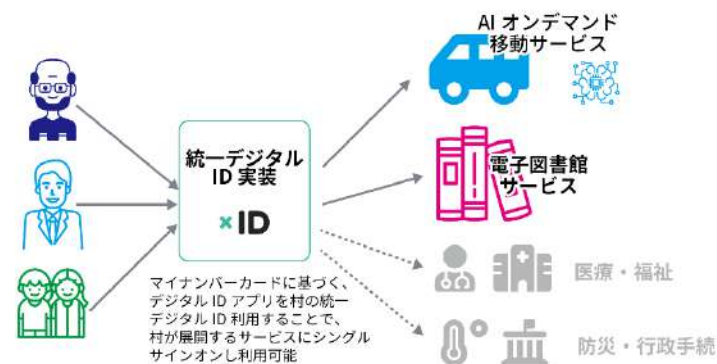 AI オンデマンド
移動サービス
統一デジタル
ID 実装
×ID
電子図書館
サービス
マイナンバーカードに基づく、
デジタル ID アプリを村の統一
デジタル ID 利用することで、
村が展開するサービスにシングル
サインオンし利用可能
医療・福祉
防災・行政手続